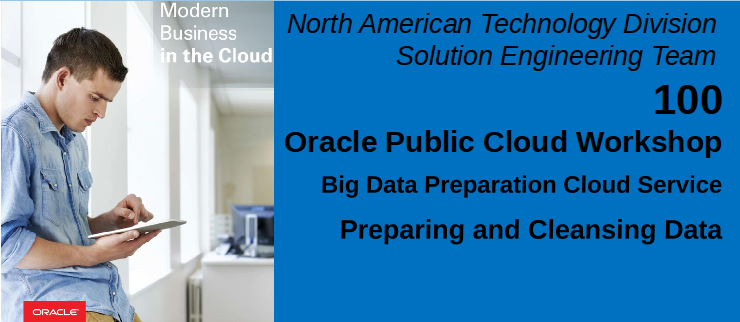 Modern
Business
in the Cloud
ORACLE
North American Technology Division
Solution Engineering Team
100
Oracle Public Cloud Workshop
Big Data Preparation Cloud Service
Preparing and Cleansing Data